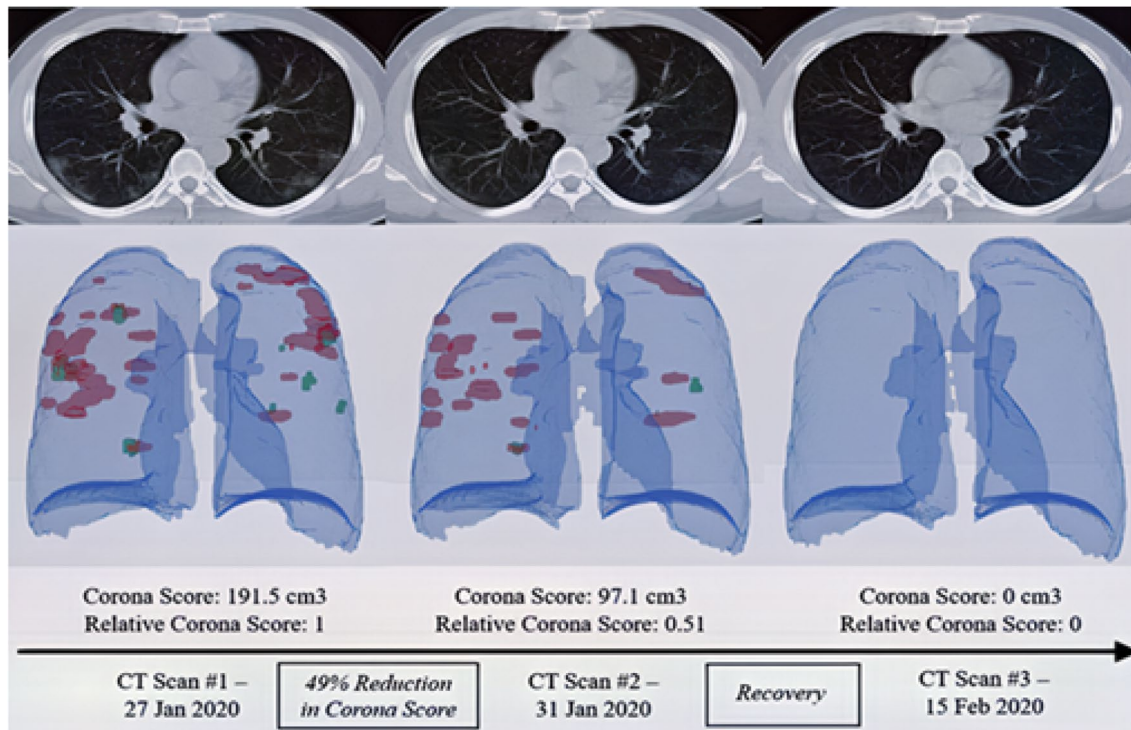 Corona Score: 191.5 cm3
Relative Corona Score: 1
Corona Score: 97.1 cm3
Relative Corona Score: 0.51
Corona Score: 0 cm3
Relative Corona Score: 0
CT Scan #1 –
27 Jan 2020
49% Reduction
in Corona Score
CT Scan #2 –
31 Jan 2020
Recovery
CT Scan #3 –
15 Feb 2020